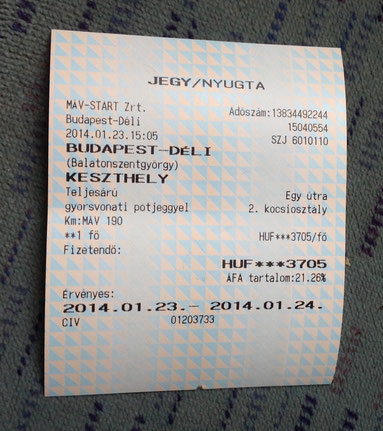 JEGY/NYUGTA
MÁV-START Zrt. Adószám:13834492244
Budapest-Déli 15040554
2014.01.23.15:05 SZJ 6010110
BUDAPEST-DÉLI
(Balatonszentgyörgy)
KESZTHELY
Teljesárú Egy útra
gyorsvonati pótjeggyel 2. kocsiosztály
Km:MÁV 190
**1 fő HUF***3705/fő
Fizetendő:
HUF***3705
ÁFA tartalom:21.26%
Érvényes:
2014.01.23.- 2014.01.24.
CIV 01203733